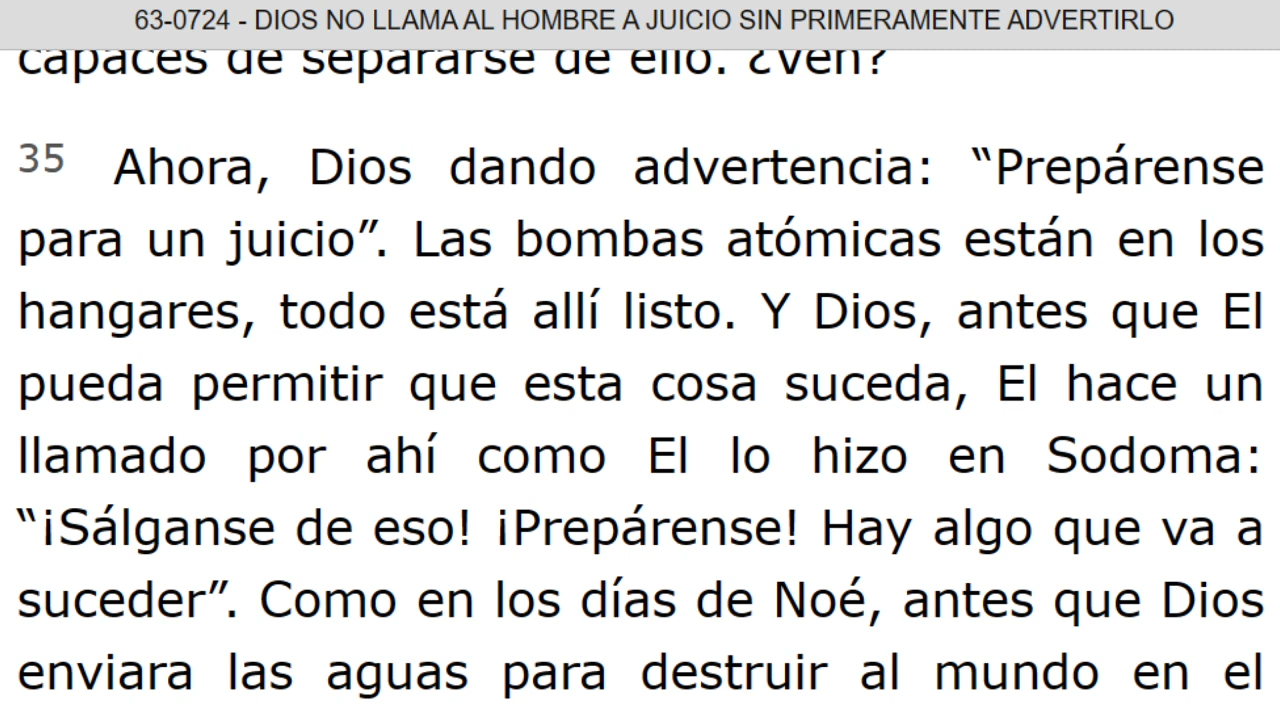 63-0724 - DIOS NO LLAMA AL HOMBRE A JUICIO SIN PRIMERAMENTE ADVERTIRLO
capaces de separarse de ello. ¿Ven?
35 Ahora, Dios dando advertencia: “Prepárense
para un juicio”. Las bombas atómicas están en los
hangares, todo está allí listo. Y Dios, antes que El
pueda permitir que esta cosa suceda, El hace un
llamado por ahí como El lo hizo en Sodoma:
“¡Sálganse de eso! ¡Prepárense! Hay algo que va a
suceder”. Como en los días de Noé, antes que Dios
enviara las aguas para destruir al mundo en el